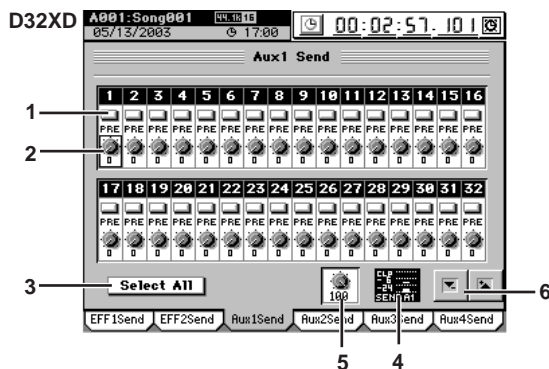 D32XD
A001:Song001 44.1k 16
05/13/2003 17:00
00:02:57.101
Aux1 Send
1 2 3 4 5 6 7 8 9 10 11 12 13 14 15 16
PRE PRE PRE PRE PRE PRE PRE PRE PRE PRE PRE PRE PRE PRE PRE PRE
0 0 0 0 0 0 0 0 0 0 0 0 0 0 0 0
17 18 19 20 21 22 23 24 25 26 27 28 29 30 31 32
PRE PRE PRE PRE PRE PRE PRE PRE PRE PRE PRE PRE PRE PRE PRE PRE
0 0 0 0 0 0 0 0 0 0 0 0 0 0 0 0
Select All
100
CLP
-6
-24
SEND A1
EFF1Send EFF2Send Aux1Send Aux2Send Aux3Send Aux4Send
1
2
3
6
5
4